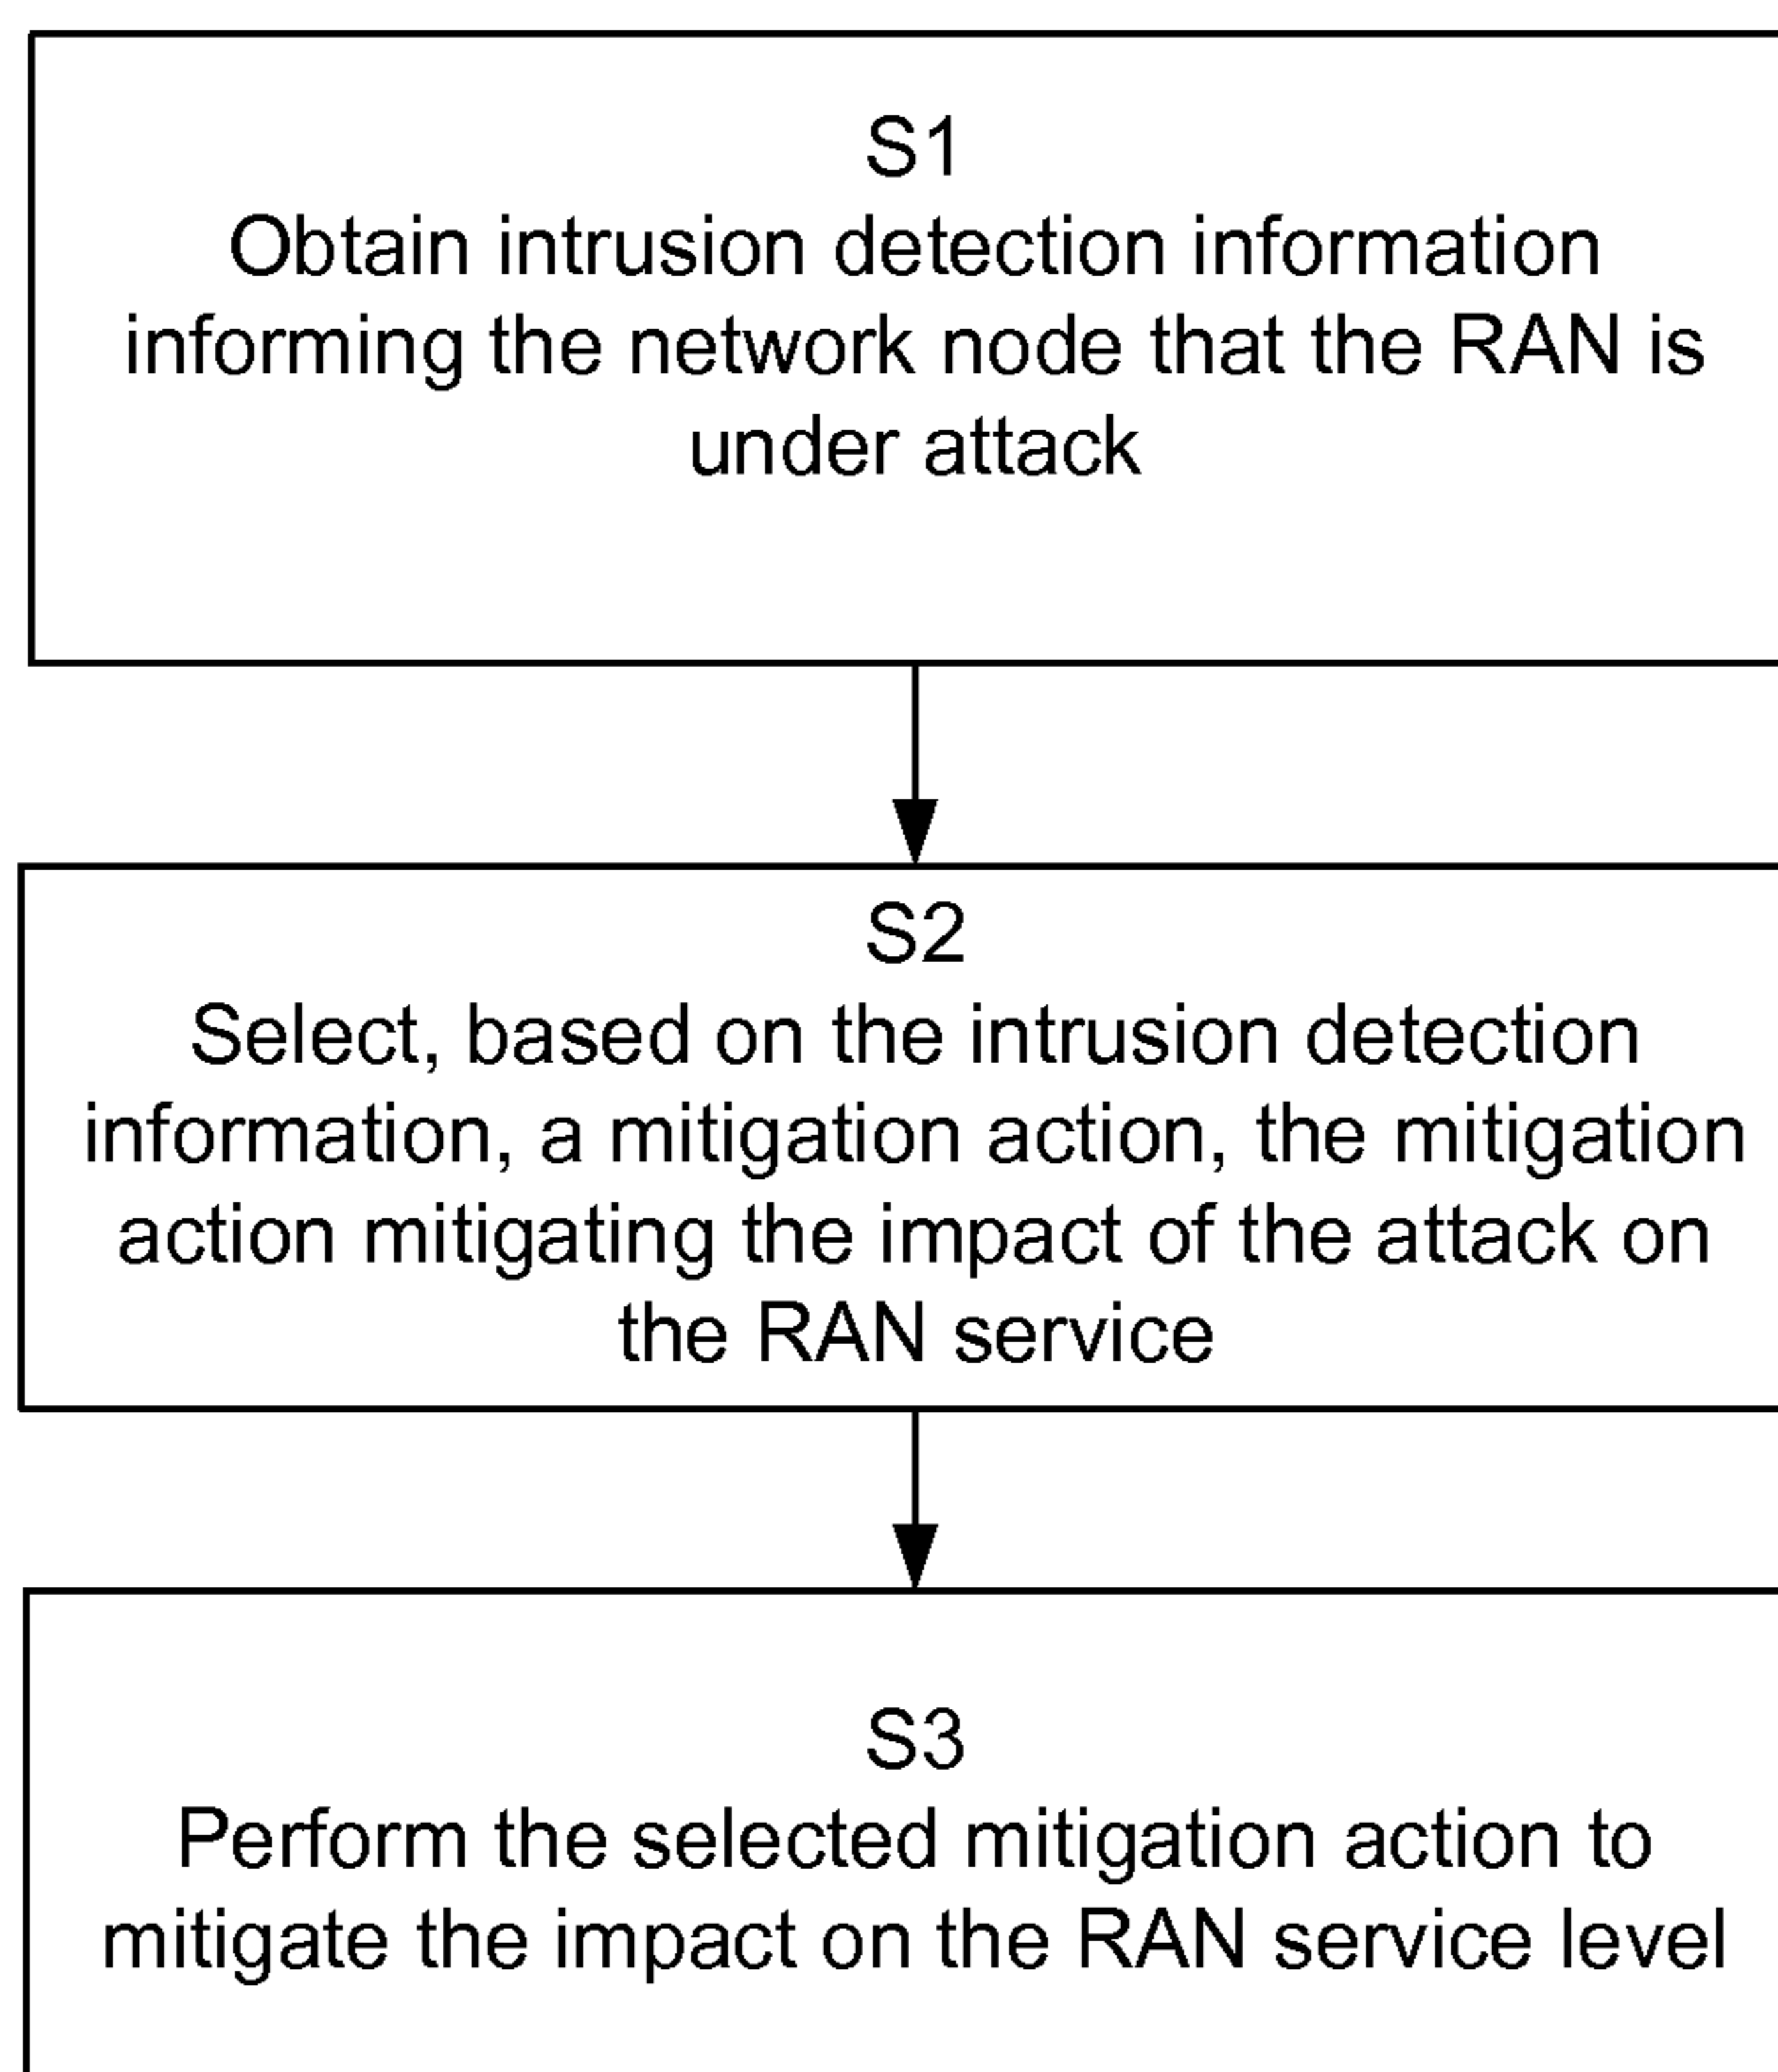 S1
Obtain intrusion detection information
informing the network node that the RAN is
under attack
S2
Select, based on the intrusion detection
information, a mitigation action, the mitigation
action mitigating the impact of the attack on
the RAN service
S3
Perform the selected mitigation action to
mitigate the impact on the RAN service level